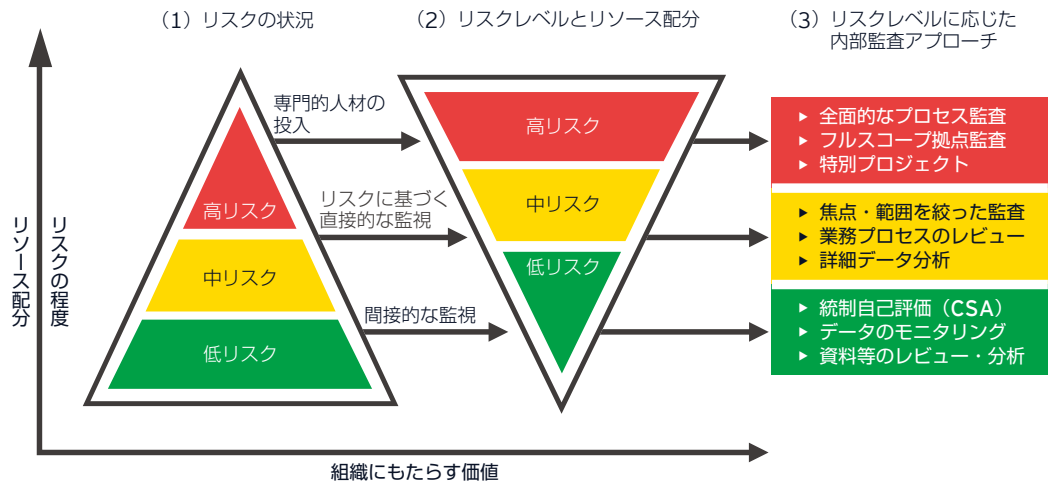 (1) リスクの状況
(2) リスクレベルとリソース配分
(3) リスクレベルに応じた
内部監査アプローチ
リソース配分
リスクの程度
高リスク
中リスク
低リスク
専門的人材の
投入
リスクに基づく
直接的な監視
間接的な監視
高リスク
中リスク
低リスク
▶ 全面的なプロセス監査
▶ フルスコープ拠点監査
▶ 特別プロジェクト
▶ 焦点・範囲を絞った監査
▶ 業務プロセスのレビュー
▶ 詳細データ分析
▶ 統制自己評価（CSA）
▶ データのモニタリング
▶ 資料等のレビュー・分析
組織にもたらす価値